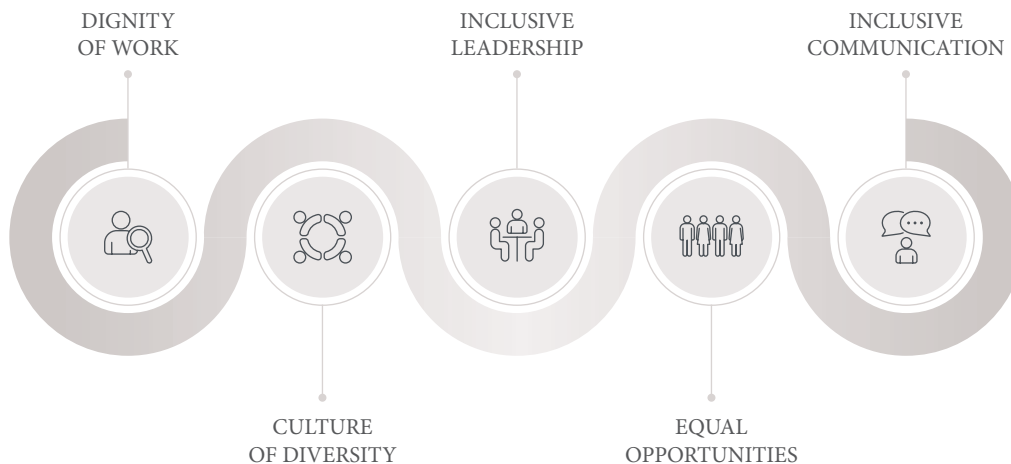 DIGNITY
OF WORK
INCLUSIVE
LEADERSHIP
INCLUSIVE
COMMUNICATION
CULTURE
OF DIVERSITY
EQUAL
OPPORTUNITIES